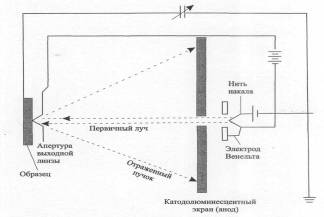 Нить
накала
Первичный луч
Апертура
выходной
линзы
Образец
Отраженный
пучок
Электрод
Венельта
Катодолюминесцентный
экран (анод)